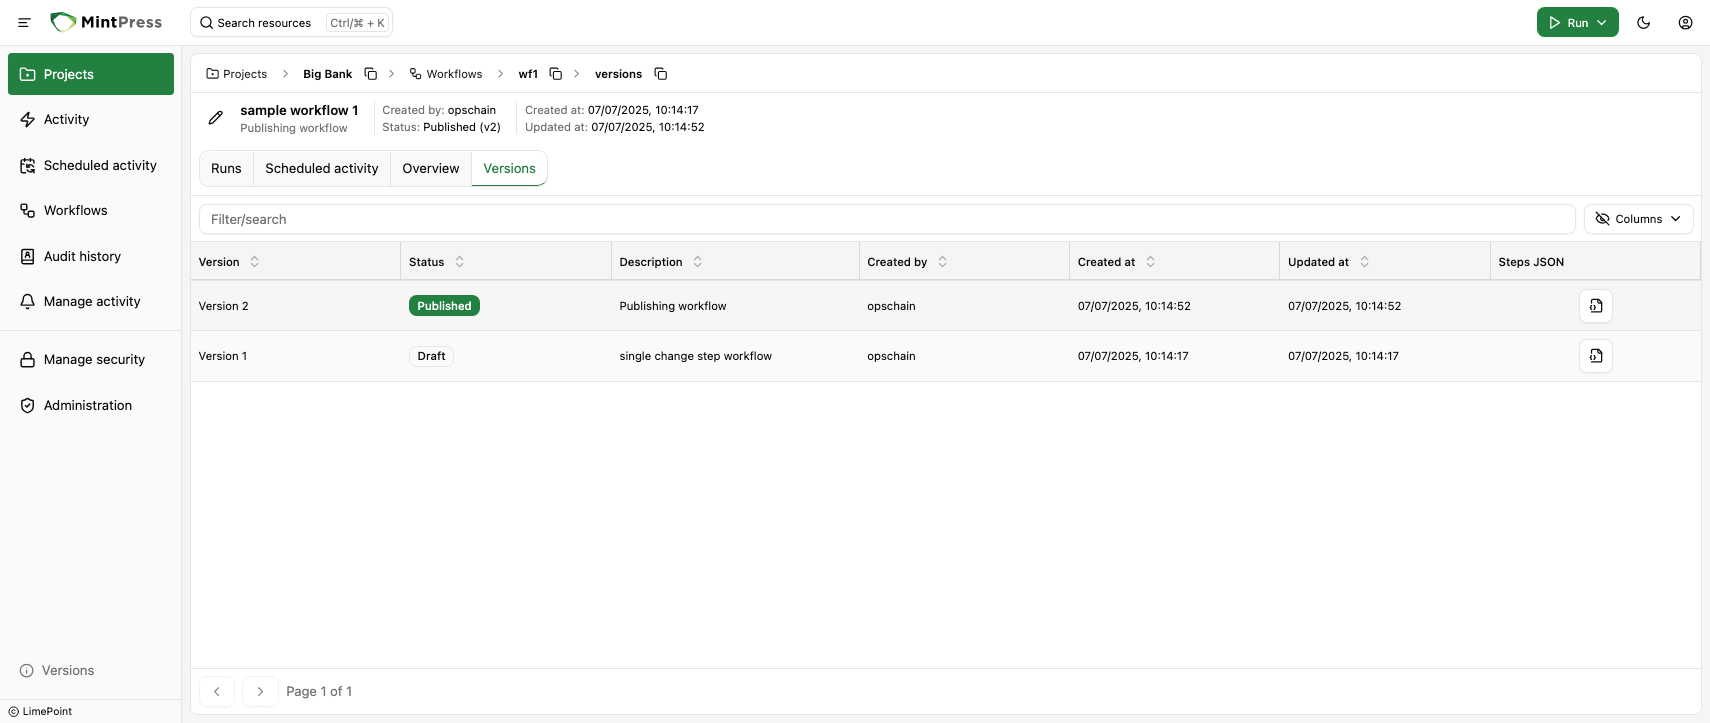 MintPress
Search resources Ctrl/⌘ + K
Run
Projects
Activity
Scheduled activity
Workflows
Audit history
Manage activity
Manage security
Administration
Versions
© LimePoint
Projects > Big Bank > Workflows > wf1 > versions
sample workflow 1
Publishing workflow
Created by: opschain
Status: Published (v2)
Created at: 07/07/2025, 10:14:17
Updated at: 07/07/2025, 10:14:52
Runs Scheduled activity Overview Versions
Filter/search
Columns
Version Status Description Created by Created at Updated at Steps JSON
Version 2 Published Publishing workflow opschain 07/07/2025, 10:14:52 07/07/2025, 10:14:52
Version 1 Draft single change step workflow opschain 07/07/2025, 10:14:17 07/07/2025, 10:14:17
Page 1 of 1